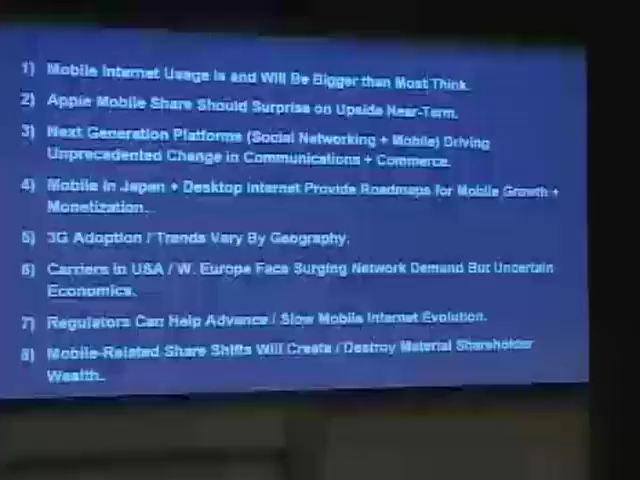 1) Mobile Internet Usage Is and Will Be Bigger than Most Think.
2) Apple Mobile Share Should Surprise on Upside Near-Term.
3) Next Generation Platforms (Social Networking + Mobile) Driving
Unprecedented Change in Communications + Commerce.
4) Mobile in Japan + Desktop Internet Provide Roadmaps for Mobile Growth +
Monetization.
5) 3G Adoption / Trends Vary By Geography.
6) Carriers in USA / W. Europe Face Surging Network Demand But Uncertain
Economics.
7) Regulators Can Help Advance / Slow Mobile Internet Evolution.
8) Mobile-Related Share Shifts Will Create / Destroy Material Shareholder
Wealth.